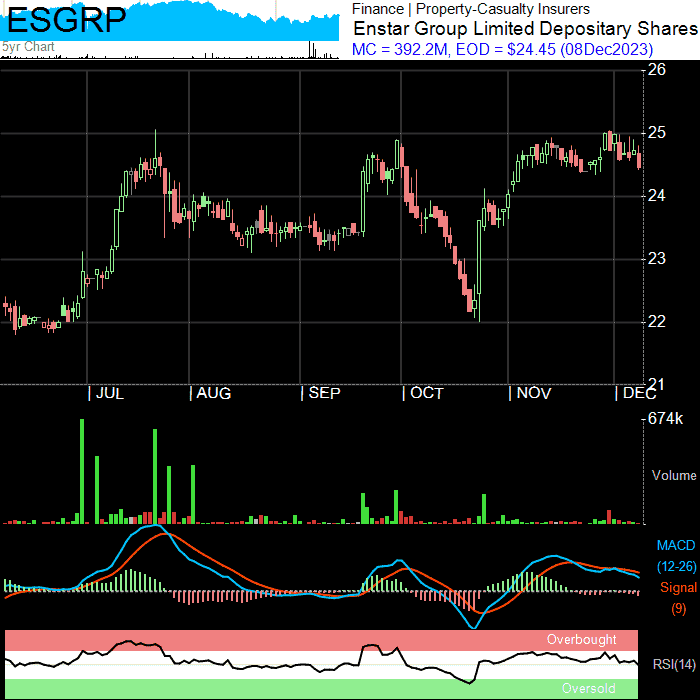 ESGRP
5yr Chart
Finance | Property-Casualty Insurers
Enstar Group Limited Depositary Shares
MC = 392.2M, EOD = $24.45 (08Dec2023)
26
25
24
23
22
21
| JUL | AUG | SEP | OCT | NOV | DEC
674k
Volume
MACD
(12-26)
Signal
(9)
Overbought
RSI(14)
Oversold